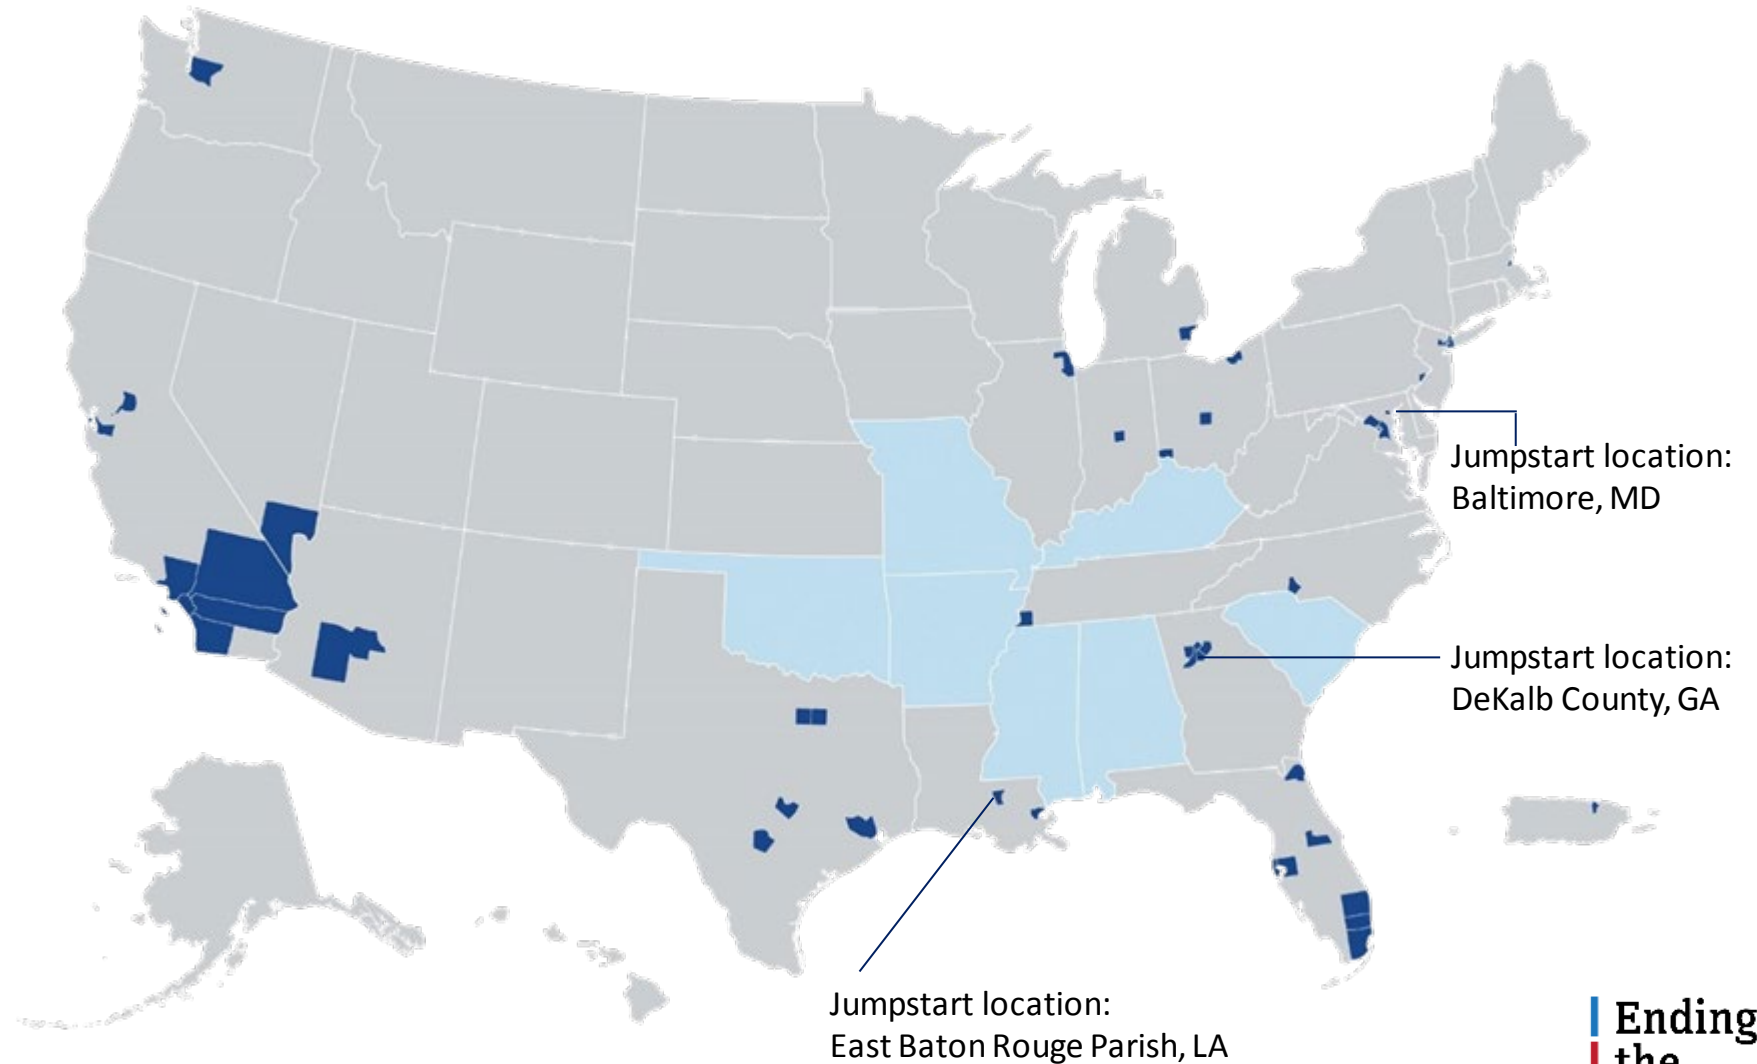 Jumpstart location:
Baltimore, MD
Jumpstart location:
DeKalb County, GA
Jumpstart location:
East Baton Rouge Parish, LA
Ending
the